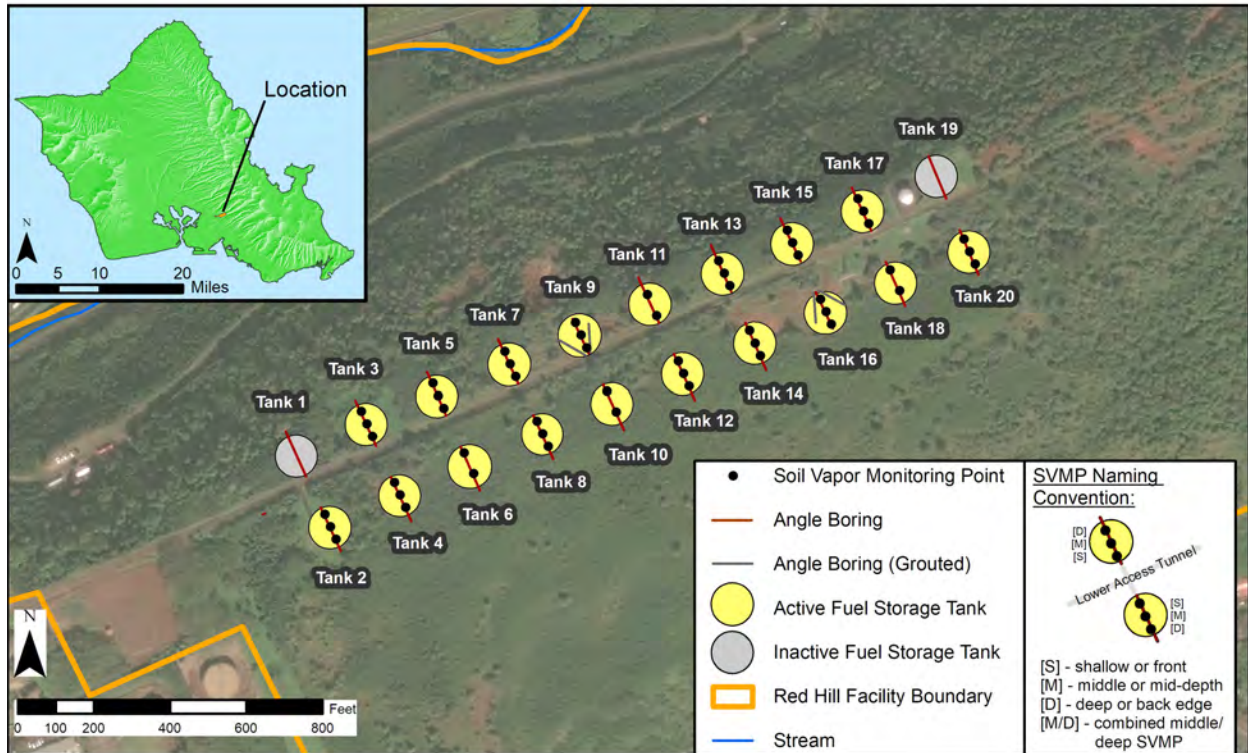 Location
N
0 5 10 20
Miles
Tank 19
Tank 17
Tank 15
Tank 13
Tank 11
Tank 9
Tank 7
Tank 5
Tank 3
Tank 1
Tank 20
Tank 18
Tank 16
Tank 14
Tank 12
Tank 10
Tank 8
Tank 6
Tank 4
Tank 2
N
Feet
0 100 200 400 600 800
Soil Vapor Monitoring Point
Angle Boring
Angle Boring (Grouted)
Active Fuel Storage Tank
Inactive Fuel Storage Tank
Red Hill Facility Boundary
Stream
SVMP Naming
Convention:
[D]
[M]
[S]
Lower Access Tunnel
[S]
[M]
[D]
[S] - shallow or front
[M] - middle or mid-depth
[D] - deep or back edge
[M/D] - combined middle/
deep SVMP